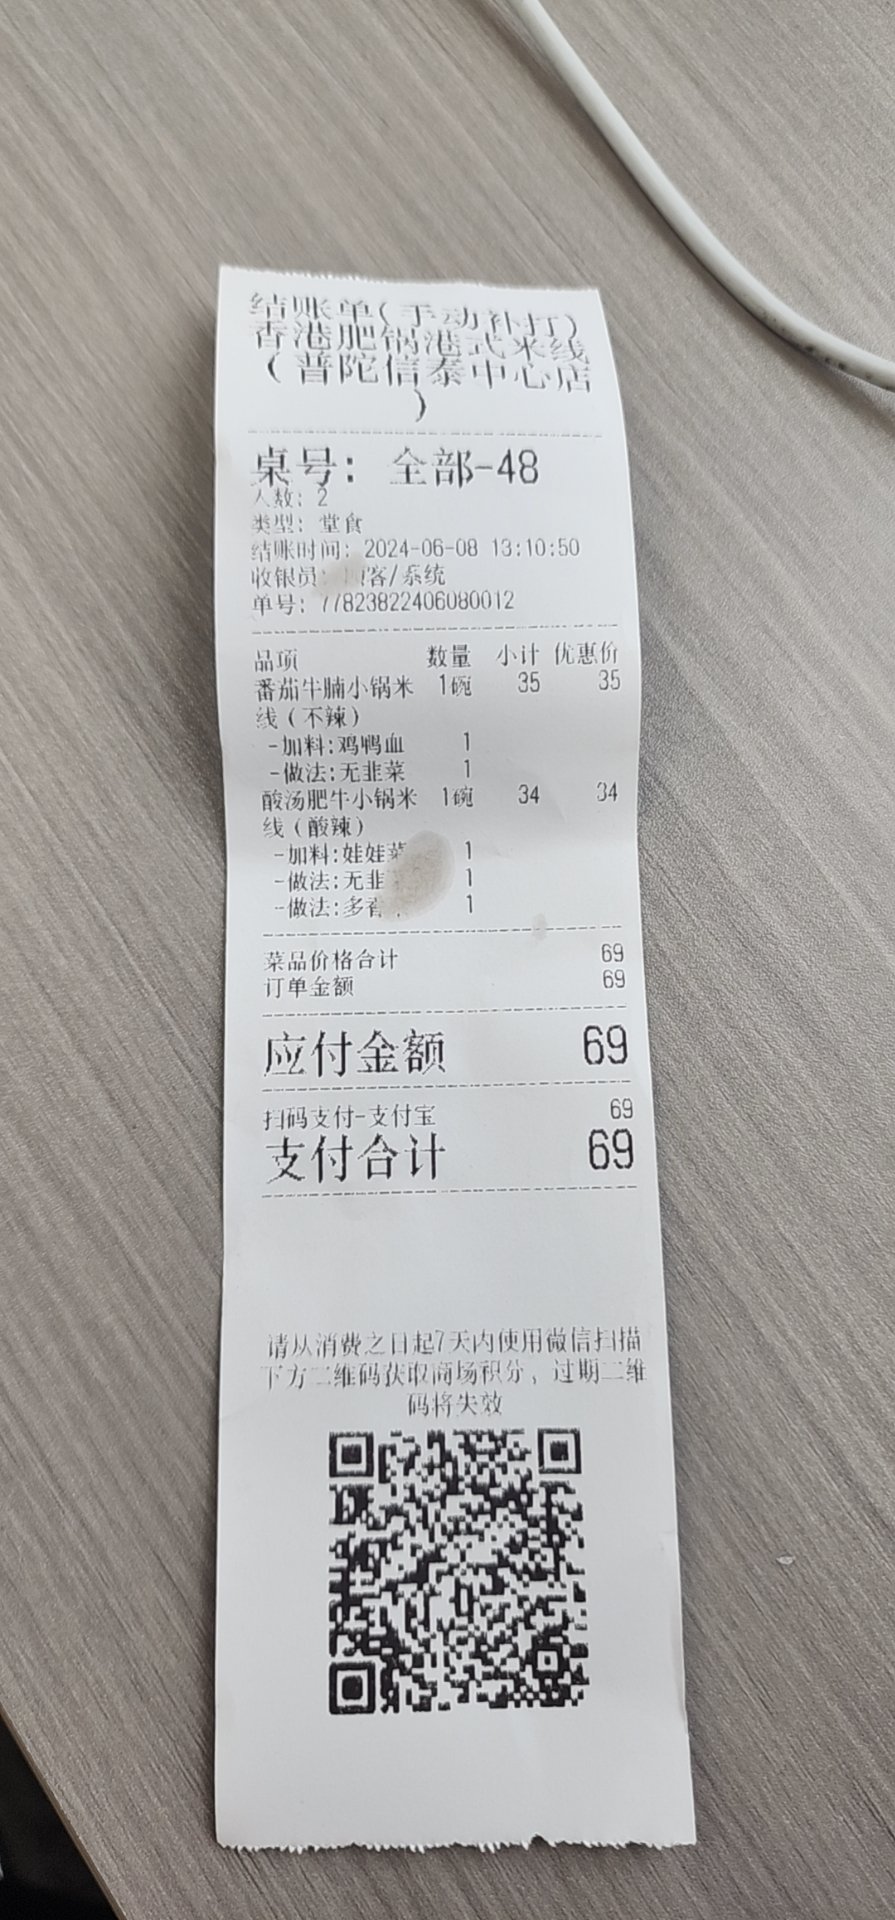 结账单(手动补打)
香港肥锅港式米线
(普陀信泰中心店
)
桌号: 全部-48
人数: 2
类型: 堂食
结账时间: 2024-06-08 13:10:50
收银员: 客/系统
单号: 77823822406080012
品项 数量 小计 优惠价
番茄牛腩小锅米 1碗 35 35
线(不辣)
-加料:鸡鸭血 1
-做法:无韭菜 1
酸汤肥牛小锅米 1碗 34 34
线(酸辣)
-加料:娃娃菜 1
-做法:无韭 1
-做法:多香 1
菜品价格合计 69
订单金额 69
应付金额 69
扫码支付-支付宝 69
支付合计 69
请从消费之日起7天内使用微信扫描
下方二维码获取商场积分，过期二维
码将失效